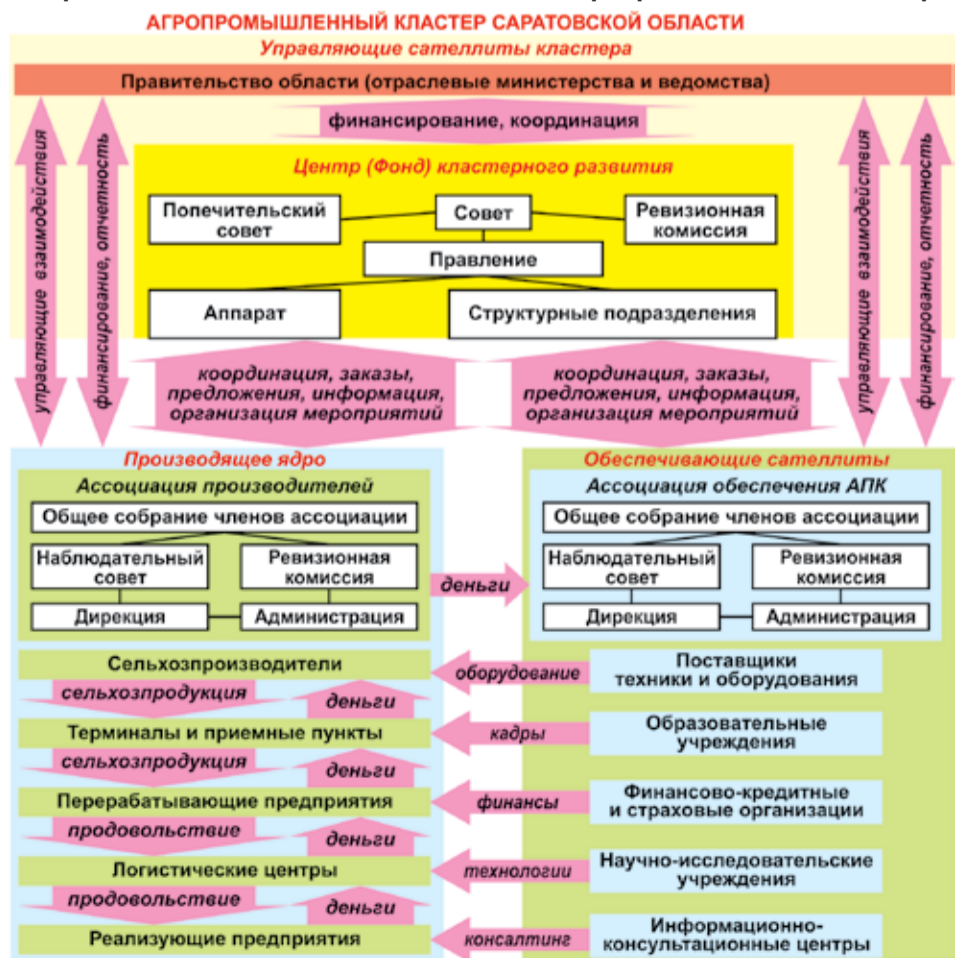 АГРОПРОМЫШЛЕННЫЙ КЛАСТЕР САРАТОВСКОЙ ОБЛАСТИ
Управляющие сателлиты кластера
Правительство области (отраслевые министерства и ведомства)
управляющие взаимодействия
финансирование, отчетность
финансирование, координация
управляющие взаимодействия
финансирование, отчетность
Центр (Фонд) кластерного развития
Попечительский
совет
Совет
Ревизионная
комиссия
Правление
Аппарат
Структурные подразделения
координация, заказы,
предложения, информация,
организация мероприятий
координация, заказы,
предложения, информация,
организация мероприятий
Производящее ядро
Ассоциация производителей
Общее собрание членов ассоциации
Наблюдательный
совет
Ревизионная
комиссия
Дирекция
Администрация
деньги
Обеспечивающие сателлиты
Ассоциация обеспечения АПК
Общее собрание членов ассоциации
Наблюдательный
совет
Ревизионная
комиссия
Дирекция
Администрация
Сельхозпроизводители
оборудование
Поставщики
техники и оборудования
сельхозпродукция
деньги
Терминалы и приемные пункты
кадры
Образовательные
учреждения
сельхозпродукция
деньги
Перерабатывающие предприятия
финансы
Финансово-кредитные
и страховые организации
продовольствие
деньги
Логистические центры
технологии
Научно-исследовательские
учреждения
продовольствие
деньги
Реализующие предприятия
консалтинг
Информационно-
консультационные центры